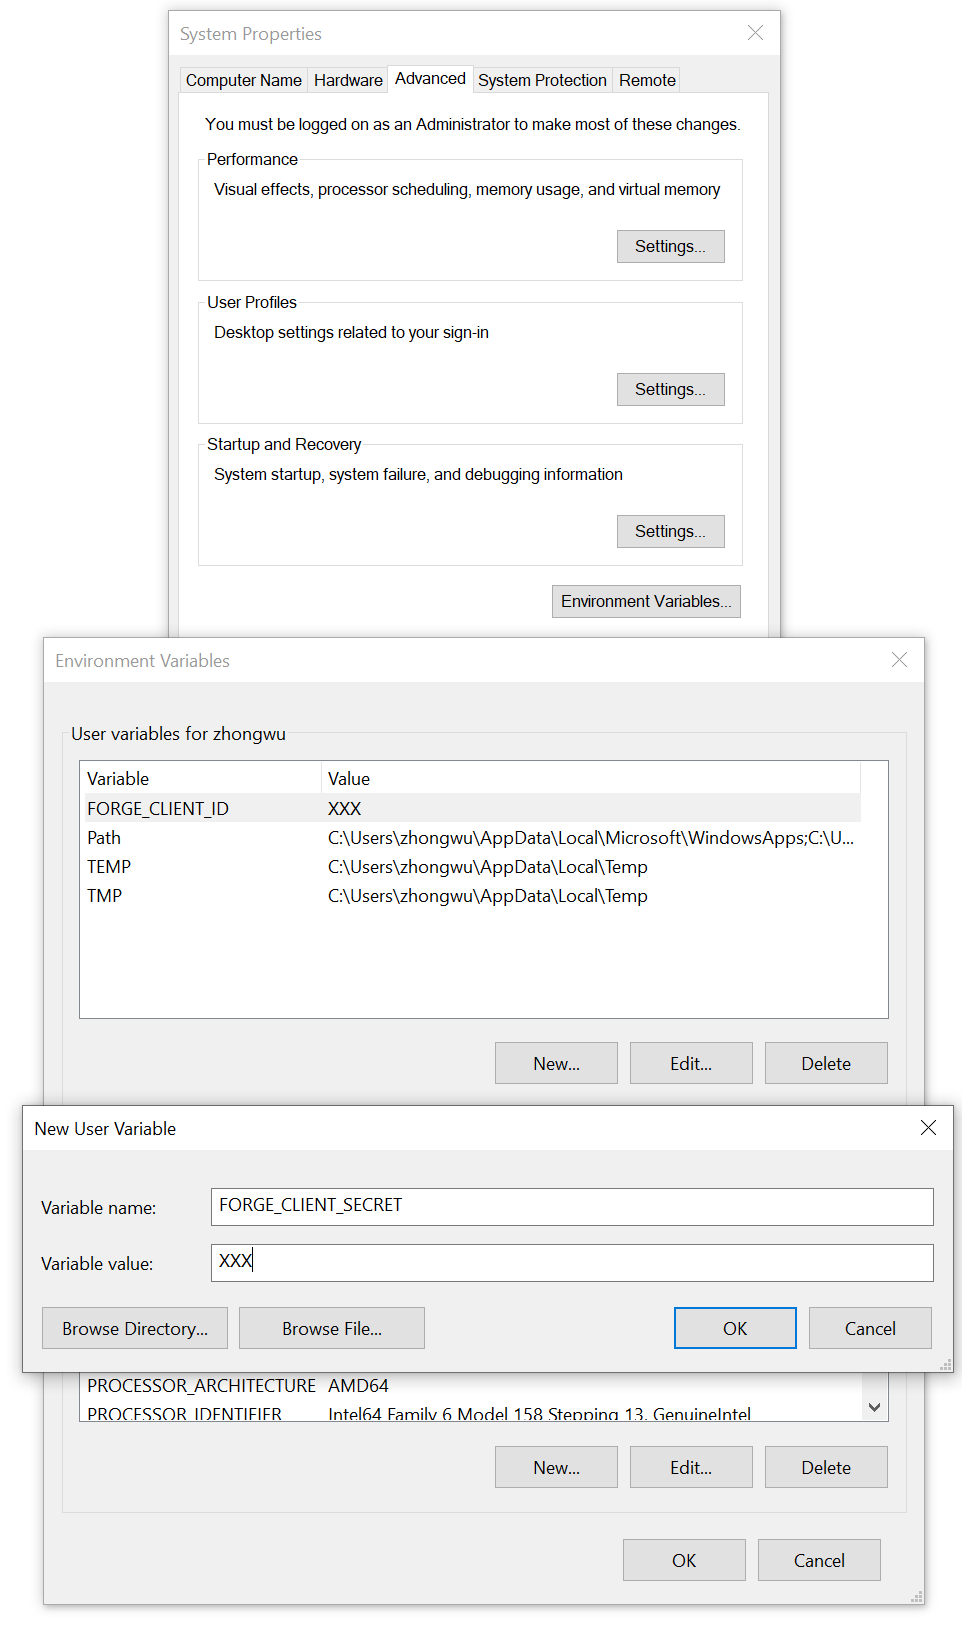 System Properties
Computer Name Hardware Advanced System Protection Remote
You must be logged on as an Administrator to make most of these changes.
Performance
Visual effects, processor scheduling, memory usage, and virtual memory
Settings...
User Profiles
Desktop settings related to your sign-in
Settings...
Startup and Recovery
System startup, system failure, and debugging information
Settings...
Environment Variables...
Environment Variables
User variables for zhongwu
Variable Value
FORGE_CLIENT_ID XXX
Path C:\Users\zhongwu\AppData\Local\Microsoft\WindowsApps;C:\U...
TEMP C:\Users\zhongwu\AppData\Local\Temp
TMP C:\Users\zhongwu\AppData\Local\Temp
New... Edit... Delete
New User Variable
Variable name: FORGE_CLIENT_SECRET
Variable value: XXX
Browse Directory... Browse File... OK Cancel
PROCESSOR_ARCHITECTURE AMD64
PROCESSOR_IDENTIFIER Intel64 Family 6 Model 158 Stepping 13, GenuineIntel
New... Edit... Delete
OK Cancel